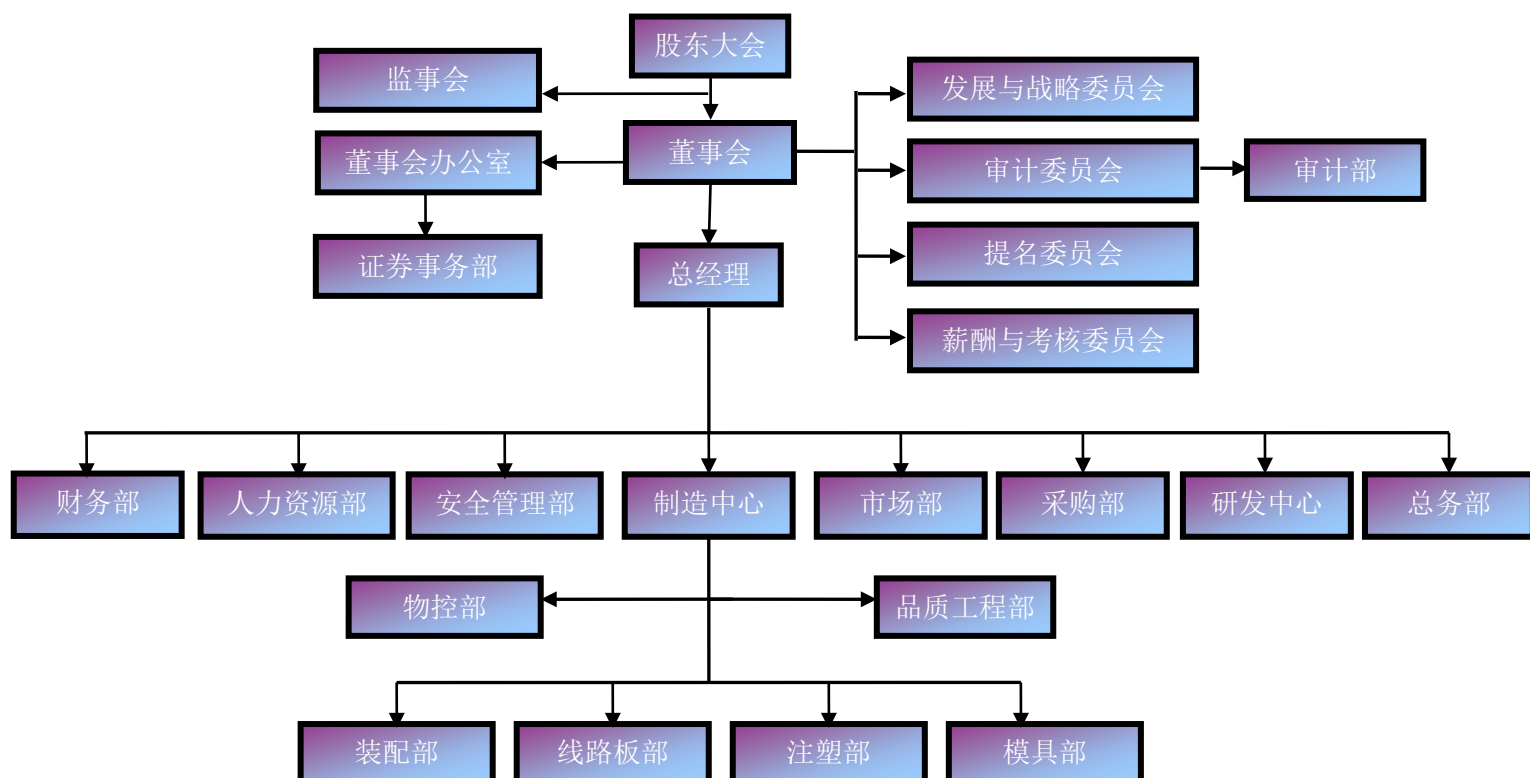 股东大会
监事会
发展与战略委员会
董事会
董事会办公室
审计委员会
审计部
证券事务部
总经理
提名委员会
薪酬与考核委员会
财务部
人力资源部
安全管理部
制造中心
市场部
采购部
研发中心
总务部
物控部
品质工程部
装配部
线路板部
注塑部
模具部